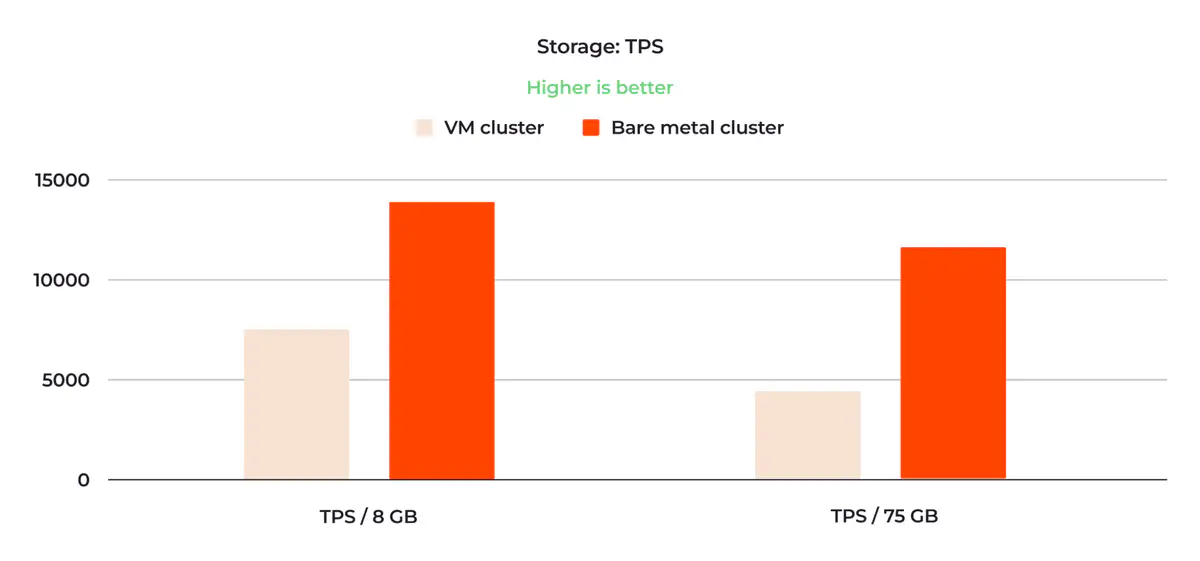 Storage: TPS
Higher is better
VM cluster Bare metal cluster
15000
10000
5000
0
TPS / 8 GB TPS / 75 GB